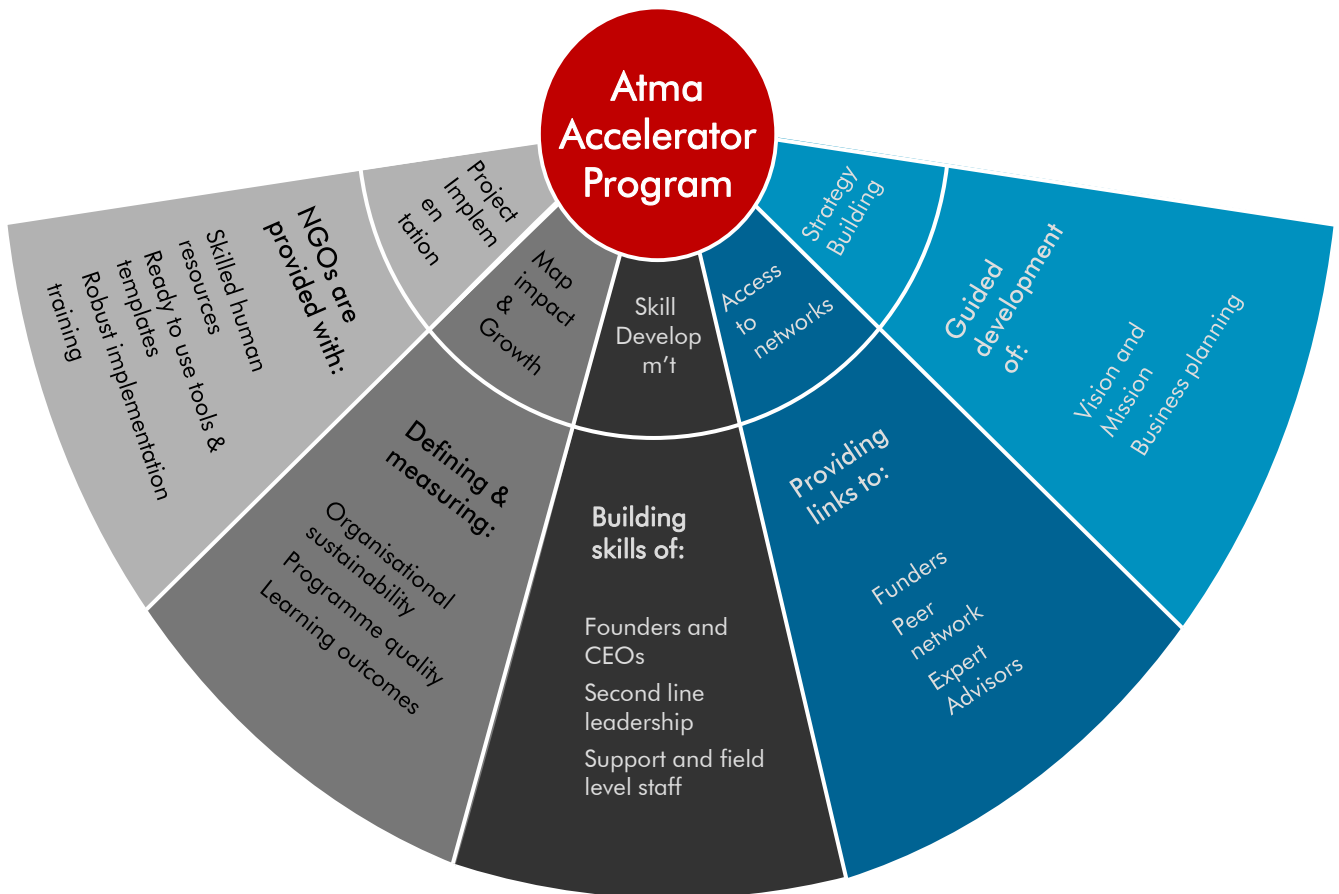 Atma
Accelerator
Program
Project
Implem
en
tation
NGOs are
provided with:
Skilled human
resources
Ready to use tools &
templates
Robust implementation
training
Map
impact
&
Growth
Defining &
measuring:
Organisational
sustainability
Programme quality
Learning outcomes
Skill
Develop
m't
Building
skills of:
Founders and
CEOs
Second line
leadership
Support and field
level staff
Access
to
networks
Providing
links to:
Funders
Peer
network
Expert
Advisors
Strategy
Building
Guided
development
of:
Vision and
Mission
Business planning